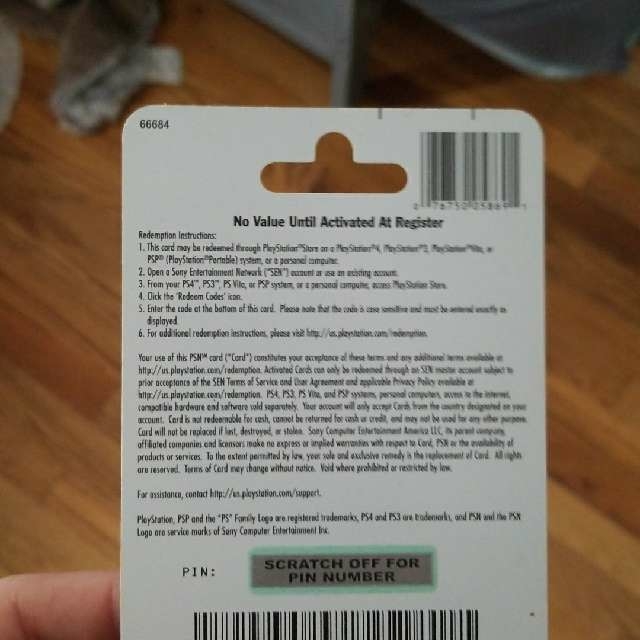 66684
0 76750 05869 1
No Value Until Activated At Register
Redemption Instructions:
1. This card may be redeemed through PlayStation®Store on a PlayStation®4, PlayStation®3, PlayStation®Vita, or
PSP® (PlayStation®Portable) system, or a personal computer.
2. Open a Sony Entertainment Network ("SEN") account or use an existing account.
3. From your PS4™, PS3™, PS Vita, or PSP system, or a personal computer, access PlayStation Store.
4. Click the 'Redeem Codes' icon.
5. Enter the code at the bottom of this card. Please note that the code is case sensitive and must be entered exactly as
displayed.
6. For additional redemption instructions, please visit http://us.playstation.com/redemption.
Your use of this PSN℠ card ("Card") constitutes your acceptance of these terms and any additional terms available at
http://us.playstation.com/redemption. Activated Cards can only be redeemed through an SEN master account subject to
prior acceptance of the SEN Terms of Service and User Agreement and applicable Privacy Policy available at
http://us.playstation.com/redemption. PS4, PS3, PS Vita, and PSP systems, personal computers, access to the internet,
compatible hardware and software sold separately. Your account will only accept Cards from the country designated on your
account. Card is not redeemable for cash, cannot be returned for cash or credit, and may not be used for any other purpose.
Card will not be replaced if lost, destroyed, or stolen. Sony Computer Entertainment America LLC, its parent company,
affiliated companies and licensors make no express or implied warranties with respect to Card, PSN or the availability of
products or services. To the extent permitted by law, your sole and exclusive remedy is the replacement of Card. All rights
are reserved. Terms of Card may change without notice. Void where prohibited or restricted by law.
For assistance, contact http://us.playstation.com/support.
PlayStation, PSP and the "PS" Family Logo are registered trademarks, PS4 and PS3 are trademarks, and PSN and the PSN
Logo are service marks of Sony Computer Entertainment Inc.
PIN:
SCRATCH OFF FOR
PIN NUMBER